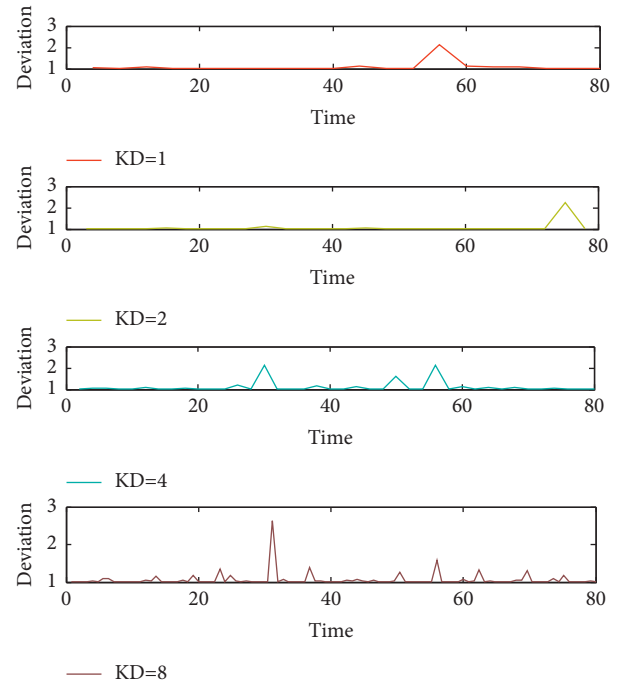 Deviation
3
2
1
0 20 40 60 80
Time
KD=1
Deviation
3
2
1
0 20 40 60 80
Time
KD=2
Deviation
3
2
1
0 20 40 60 80
Time
KD=4
Deviation
3
2
1
0 20 40 60 80
Time
KD=8